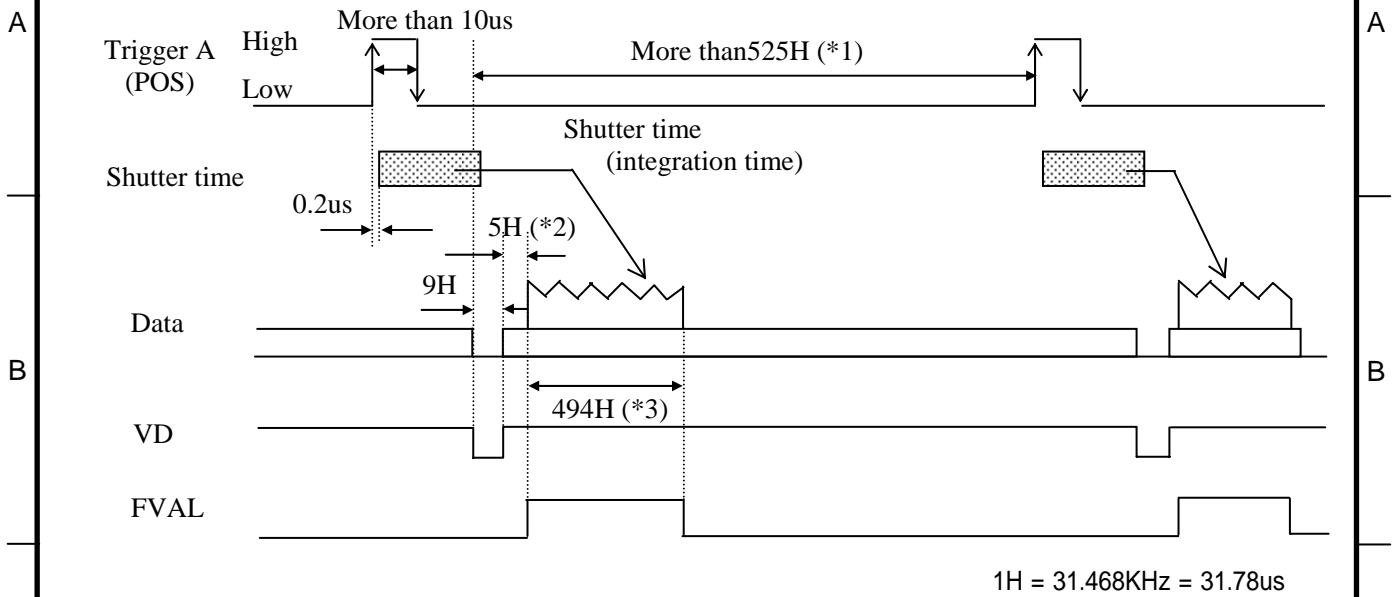 A
A
More than 10us
Trigger A
(POS)
High
Low
More than525H (*1)
Shutter time
(integration time)
Shutter time
0.2us
5H (*2)
9H
Data
B
B
494H (*3)
VD
FVAL
1H = 31.468KHz = 31.78us